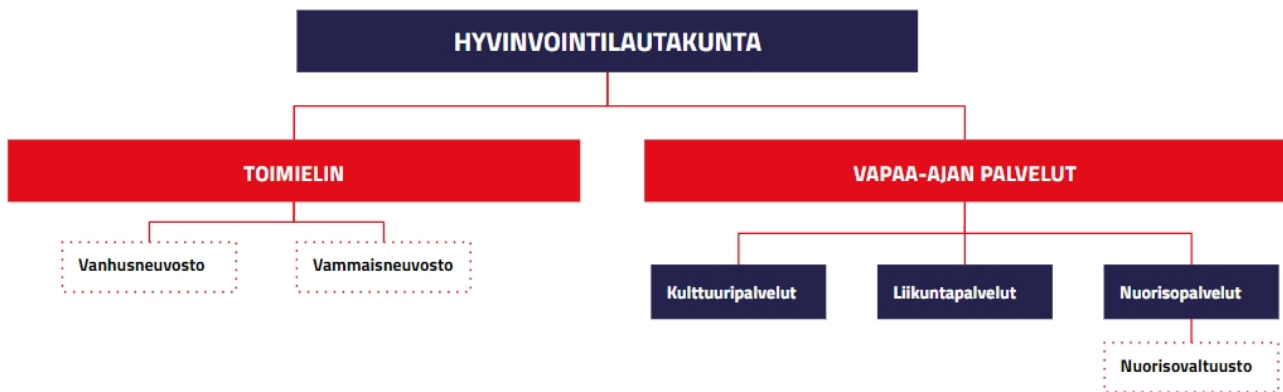 HYVINVOINTILAUTAKUNTA
TOIMIELIN
VAPAA-AJAN PALVELUT
Vanhusneuvosto
Vammaisneuvosto
Kulttuuripalvelut
Liikuntapalvelut
Nuorisopalvelut
Nuorisovaltuusto